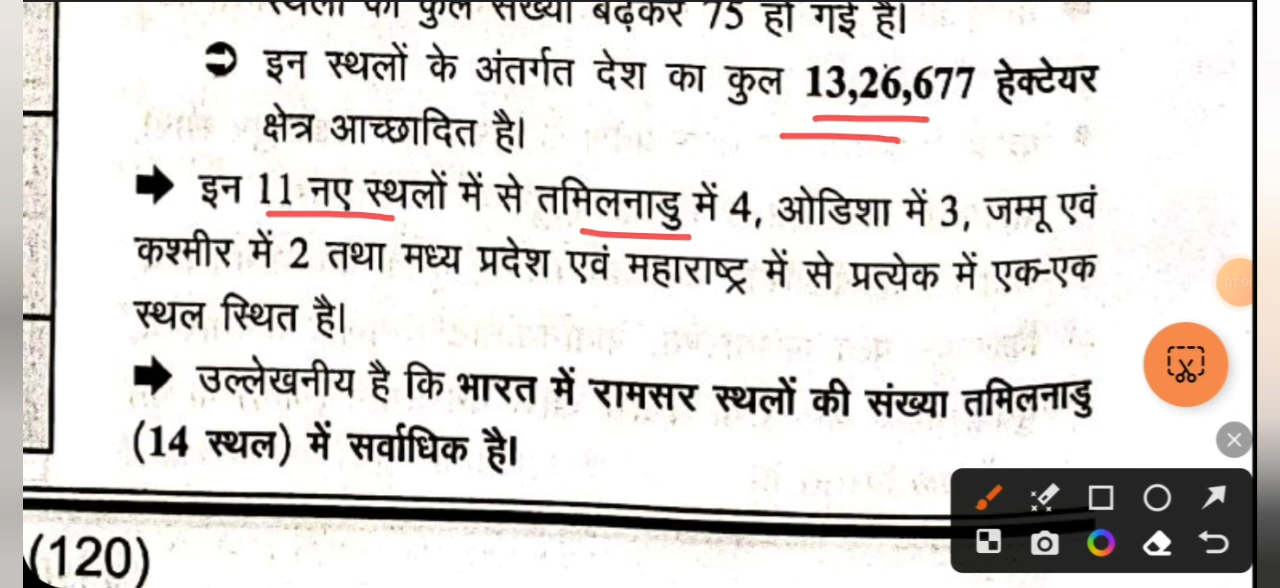 स्थलों की कुल संख्या बढ़कर 75 हो गई है।
➲ इन स्थलों के अंतर्गत देश का कुल 13,26,677 हेक्टेयर
क्षेत्र आच्छादित है।
➡ इन 11 नए स्थलों में से तमिलनाडु में 4, ओडिशा में 3, जम्मू एवं
कश्मीर में 2 तथा मध्य प्रदेश एवं महाराष्ट्र में से प्रत्येक में एक-एक
स्थल स्थित है।
➡ उल्लेखनीय है कि भारत में रामसर स्थलों की संख्या तमिलनाडु
(14 स्थल) में सर्वाधिक है।
(120)